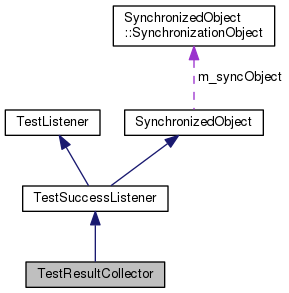 SynchronizedObject
::SynchronizationObject
m_syncObject
TestListener
SynchronizedObject
TestSuccessListener
TestResultCollector